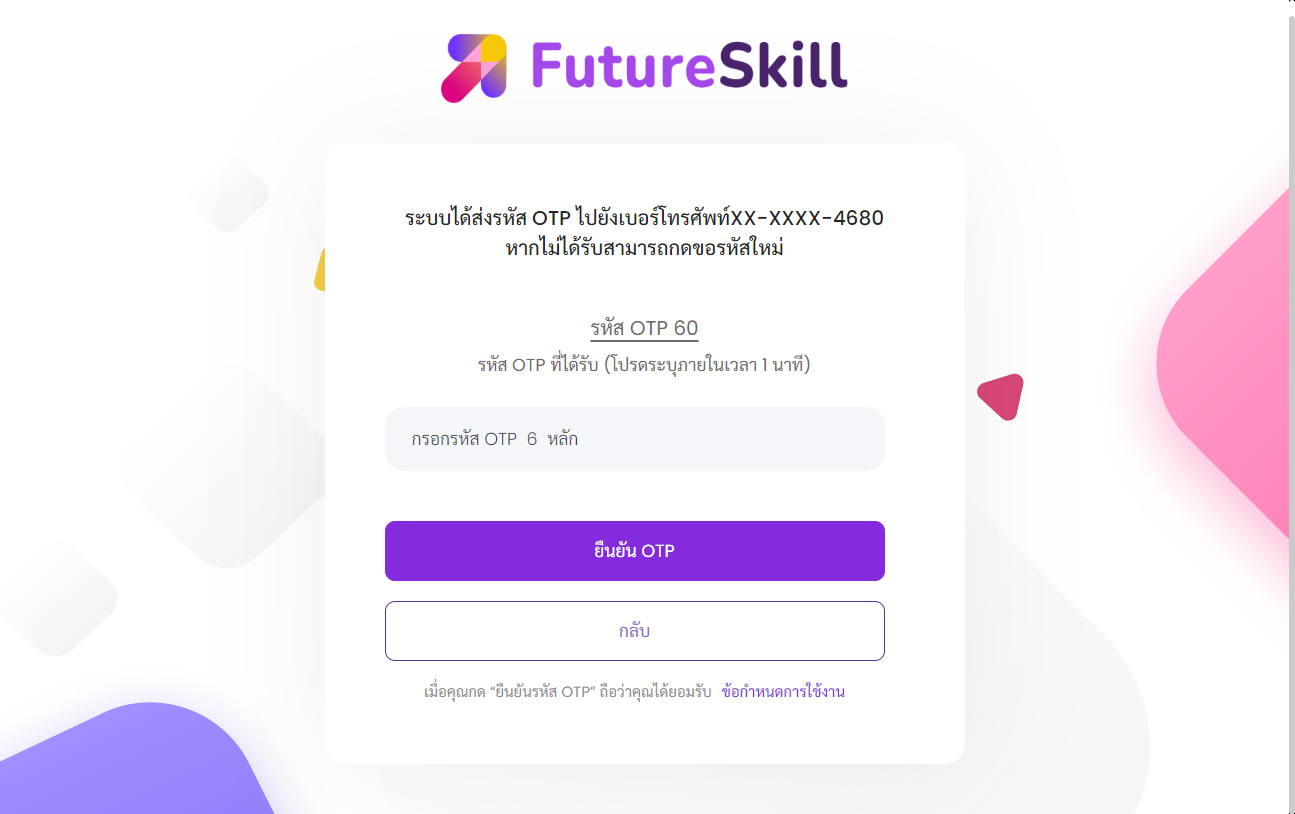 FutureSkill
ระบบได้ส่งรหัส OTP ไปยังเบอร์โทรศัพท์XX-XXXX-4680
หากไม่ได้รับสามารถกดขอรหัสใหม่
รหัส OTP 60
รหัส OTP ที่ได้รับ (โปรดระบุภายในเวลา 1 นาที)
กรอกรหัส OTP 6 หลัก
ยืนยัน OTP
กลับ
เมื่อคุณกด “ยืนยันรหัส OTP” ถือว่าคุณได้ยอมรับ ข้อกำหนดการใช้งาน